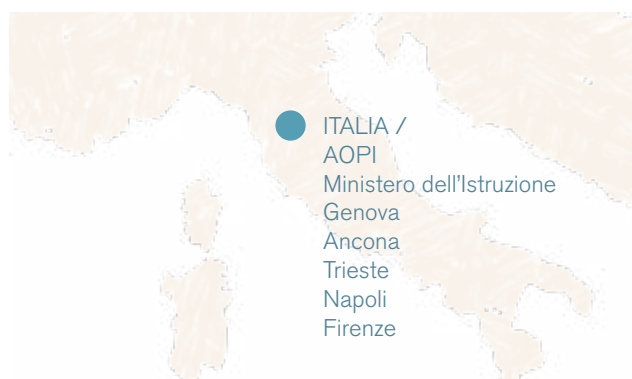 ITALIA /
AOPI
Ministero dell'Istruzione
Genova
Ancona
Trieste
Napoli
Firenze